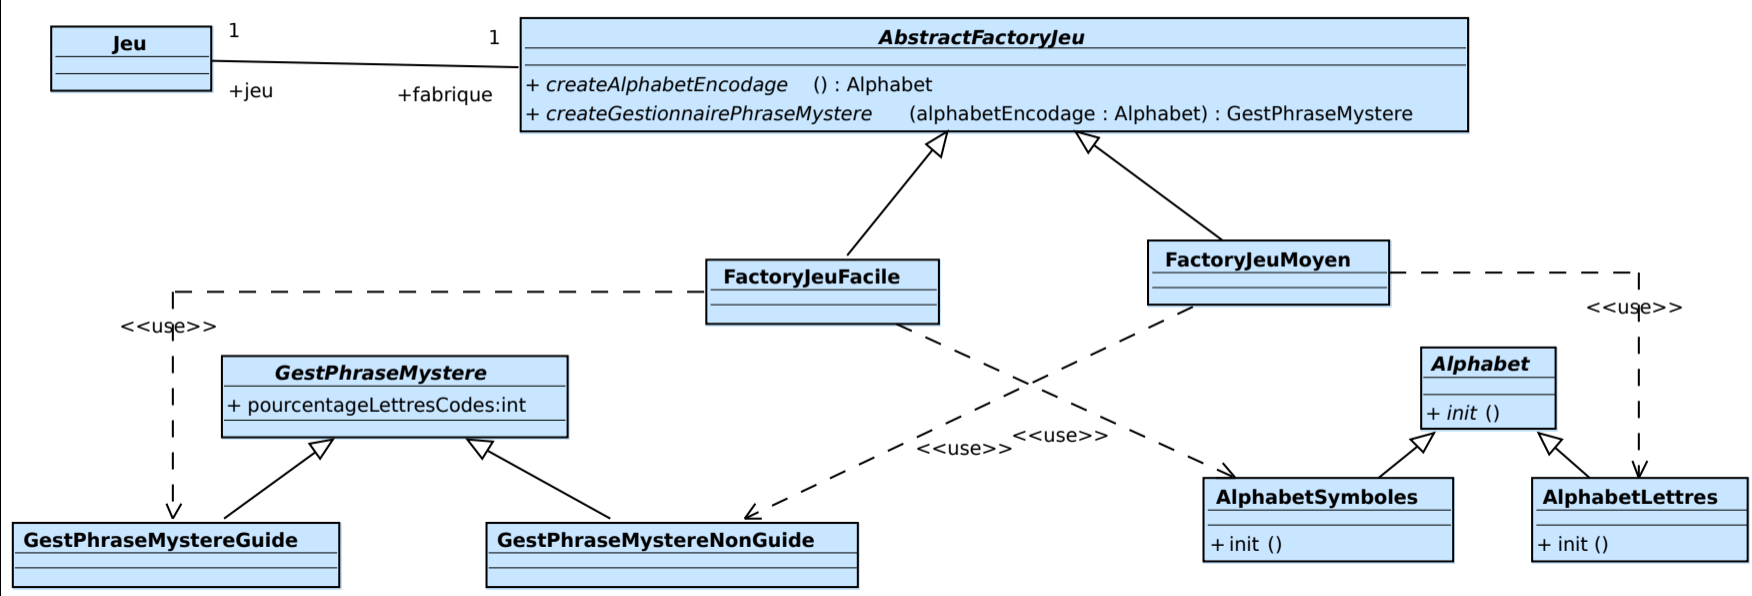 Jeu
1
1
+jeu
+fabrique
AbstractFactoryJeu
+ createAlphabetEncodage () : Alphabet
+ createGestionnairePhraseMystere (alphabetEncodage : Alphabet) : GestPhraseMystere
FactoryJeuFacile
FactoryJeuMoyen
<<use>>
<<use>>
GestPhraseMystere
+ pourcentageLettresCodes:int
Alphabet
+ init ()
<<use>>
<<use>>
GestPhraseMystereGuide
GestPhraseMystereNonGuide
AlphabetSymboles
+ init ()
AlphabetLettres
+ init ()